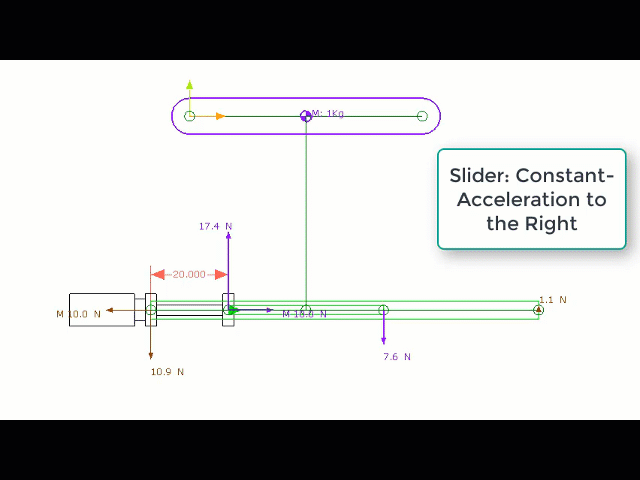 M: 1Kg
Slider: Constant-
Acceleration to
the Right
17.4 N
20.000
1.1 N
M 10.0 N
M 10.0 N
7.6 N
10.9 N